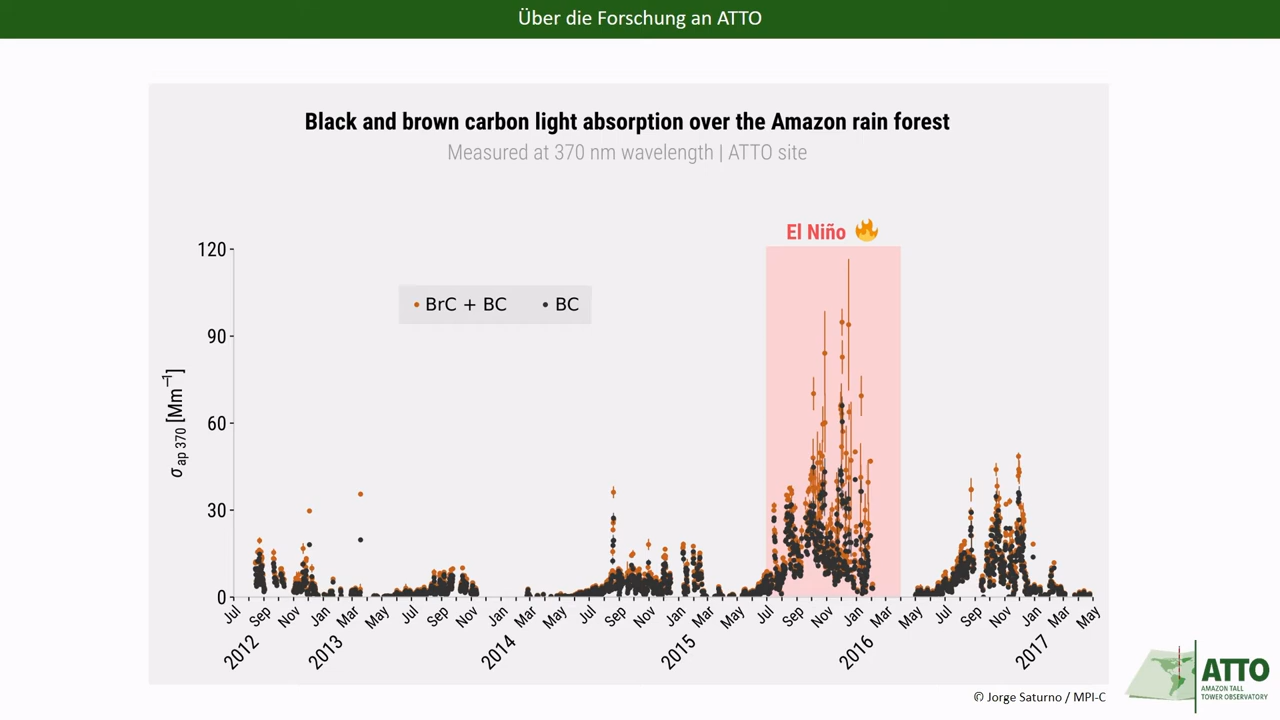 Über die Forschung an ATTO
Black and brown carbon light absorption over the Amazon rain forest
Measured at 370 nm wavelength | ATTO site
El Niño 🔥
120
90
60
30
0
σap 370 [Mm⁻¹]
BrC + BC
BC
Jul Sep Nov Jan Mar May Jul Sep Nov Jan Mar May Jul Sep Nov Jan Mar May Jul Sep Nov Jan Mar May Jul Sep Nov Jan Mar May
2012 2013 2014 2015 2016 2017
ATTO
AMAZON TALL
TOWER OBSERVATORY
© Jorge Saturno / MPI-C